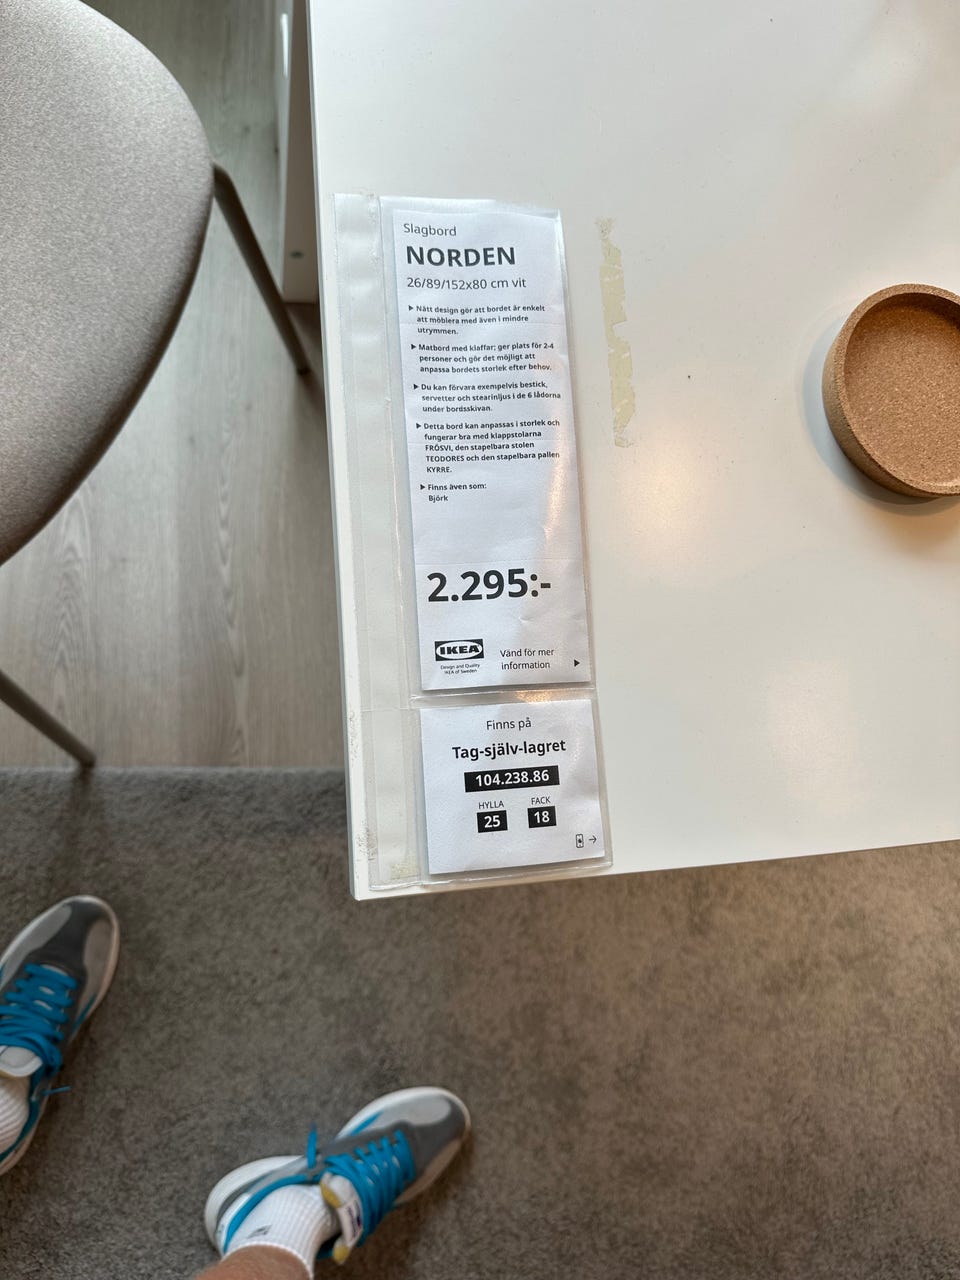 Slagbord
NORDEN
26/89/152x80 cm vit
▶ Nätt design gör att bordet är enkelt
att möblera med även i mindre
utrymmen.
▶ Matbord med klaffar; ger plats för 2-4
personer och gör det möjligt att
anpassa bordets storlek efter behov.
▶ Du kan förvara exempelvis bestick,
servetter och stearinljus i de 6 lådorna
under bordsskivan.
▶ Detta bord kan anpassas i storlek och
fungerar bra med klappstolarna
FRÖSVI, den stapelbara stolen
TEODORES och den stapelbara pallen
KYRRE.
▶ Finns även som:
Björk
2.295:-
IKEA
Design and Quality
IKEA of Sweden
Vänd för mer
information ▶
Finns på
Tag-själv-lagret
104.238.86
HYLLA FACK
25 18